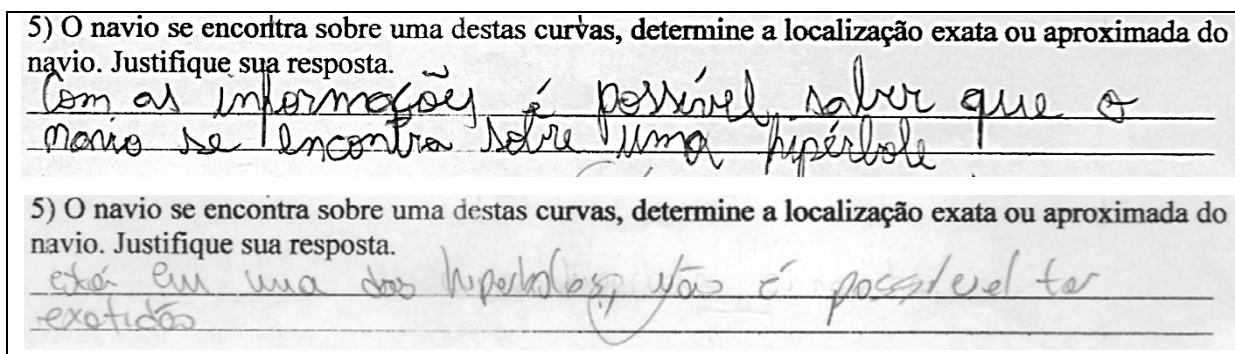 5) O navio se encontra sobre uma destas curvas, determine a localização exata ou aproximada do
navio. Justifique sua resposta.
Com as informações é possível saber que o
navio se encontra sobre uma hipérbole
5) O navio se encontra sobre uma destas curvas, determine a localização exata ou aproximada do
navio. Justifique sua resposta.
está em uma das hiperboles, não é possivel ter
exatidão